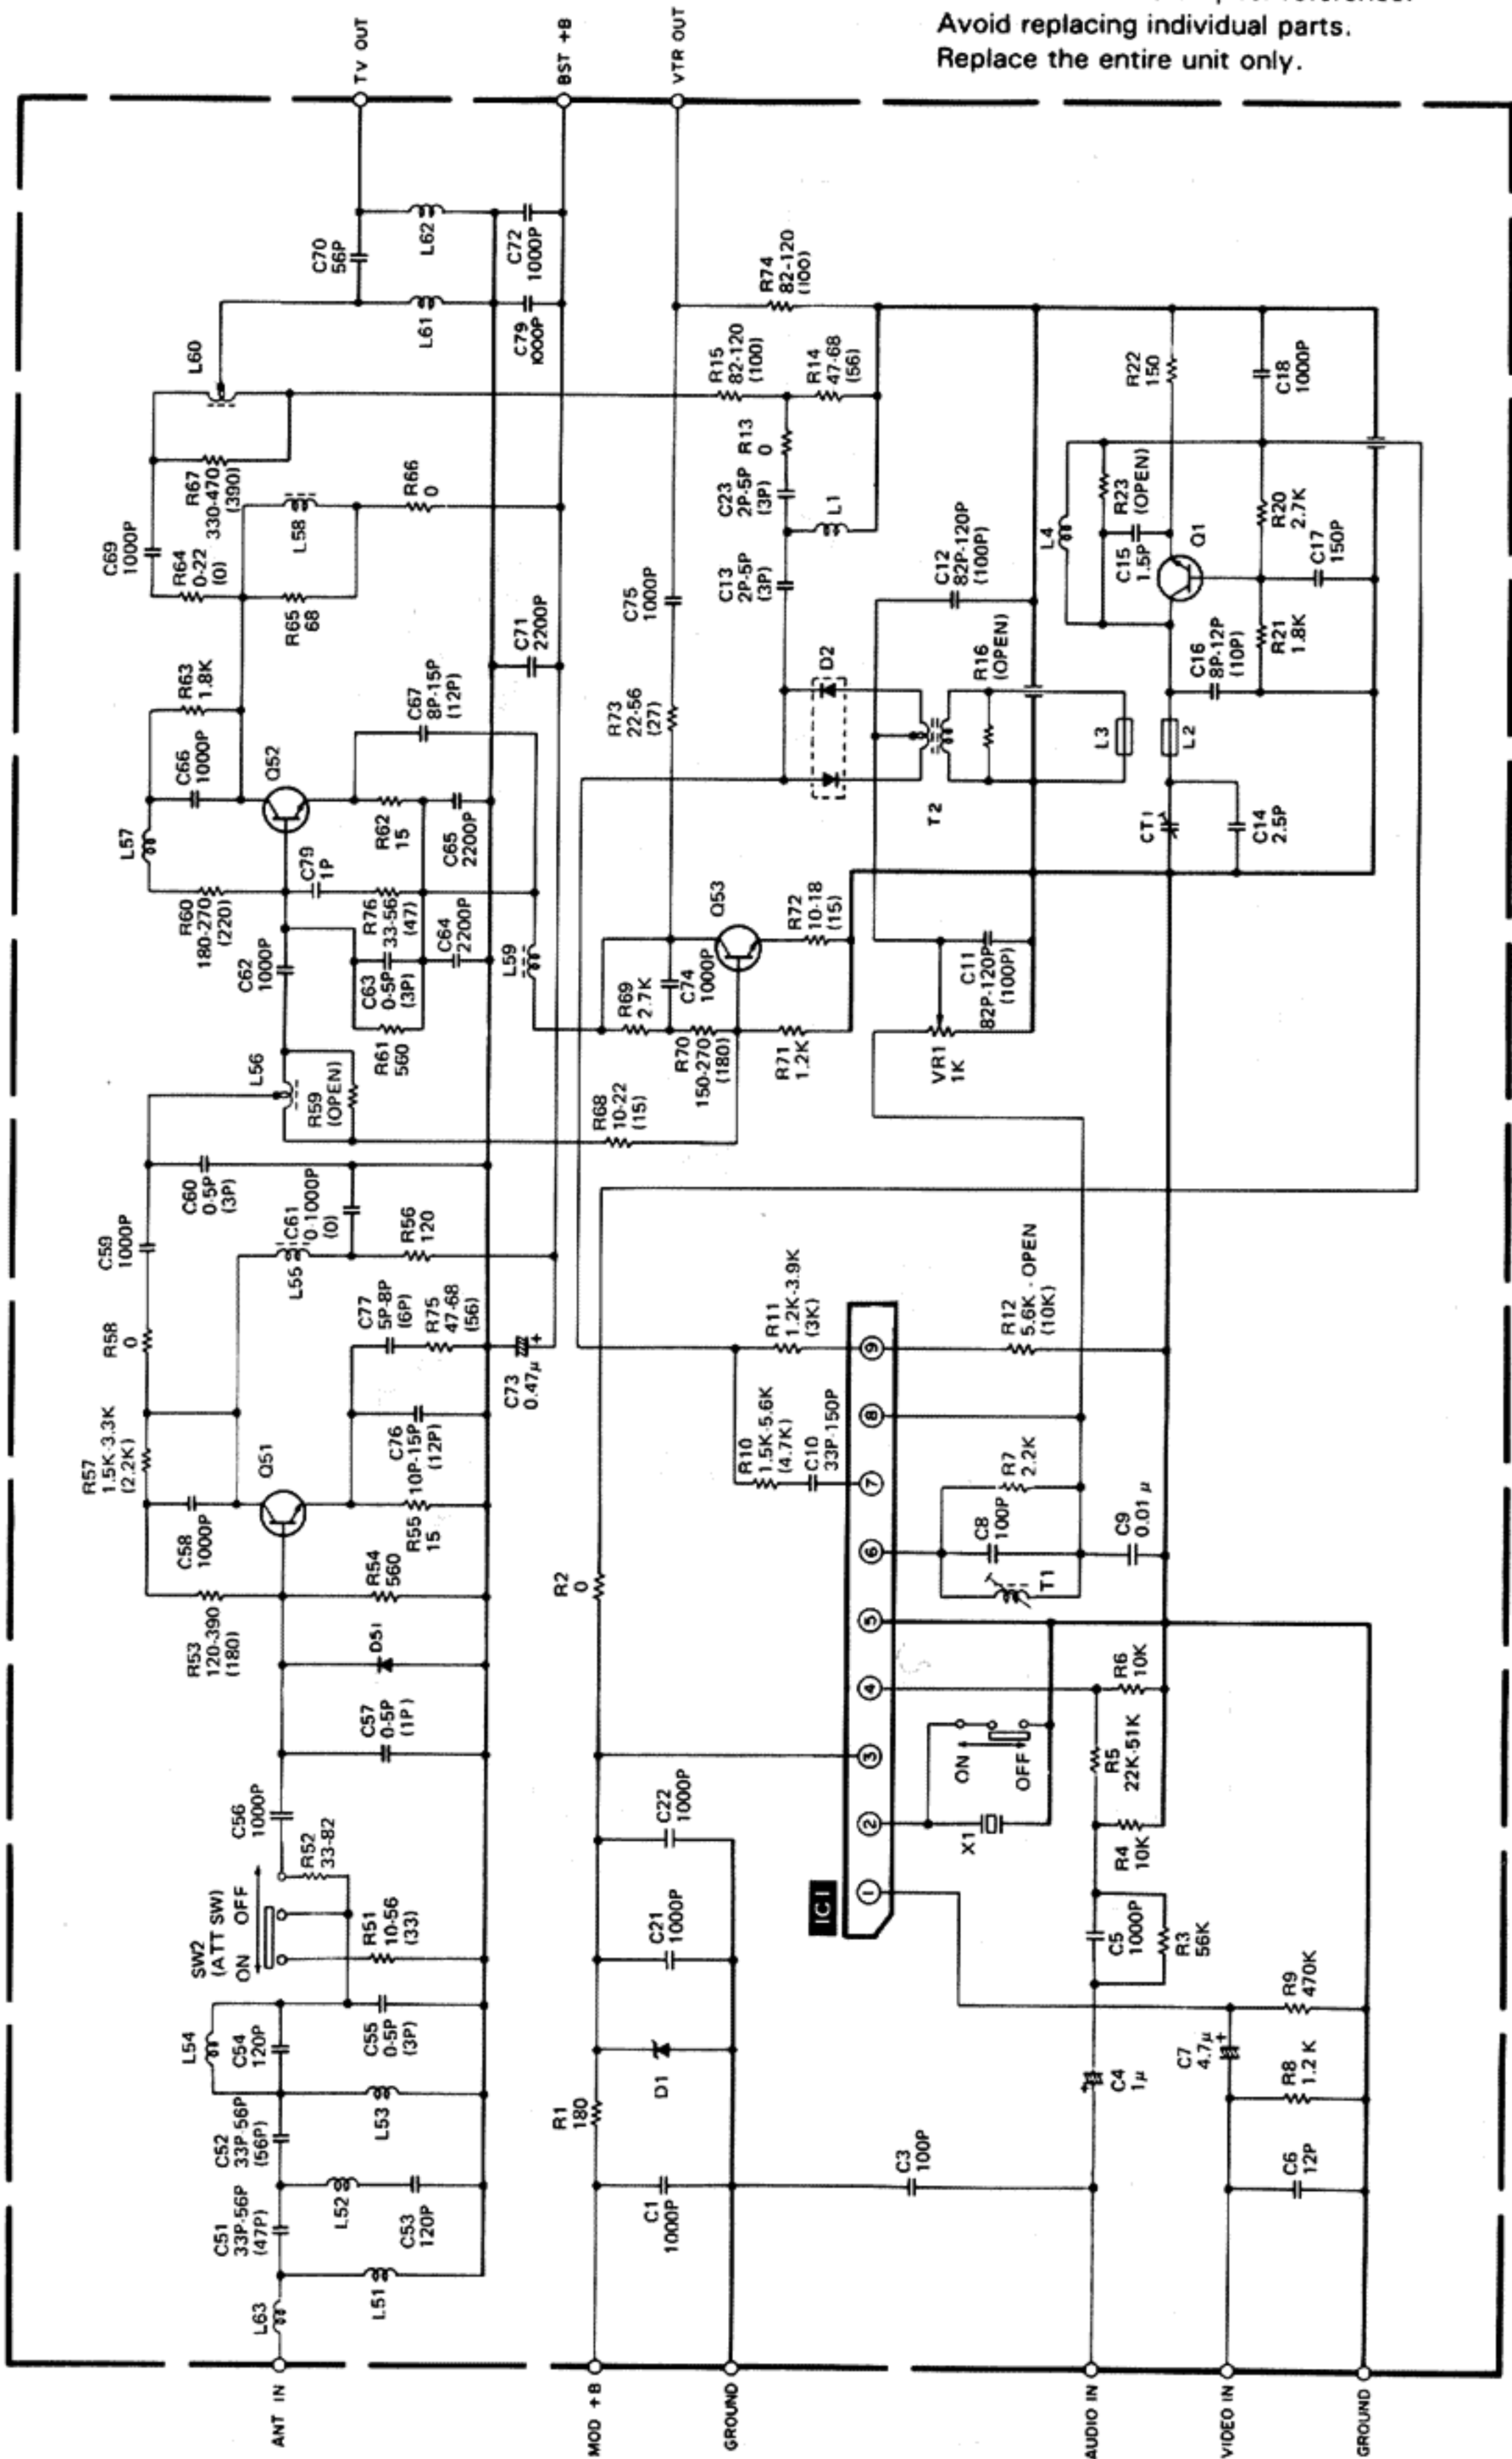 Avoid replacing individual parts.
Replace the entire unit only.
TV OUT
BST +B
VTR OUT
C70
56P
L62
C72
1000P
L61
C79
1000P
L60
R74
82-120
(100)
R15
82-120
(100)
R14
47-68
(56)
R67
330-470
(390)
R66
0
L58
C69
1000P
R64
0-22
(0)
R65
68
C23
2P-5P
(3P)
R13
0
L1
C13
2P-5P
(3P)
C75
1000P
C71
2200P
R22
150
C18
1000P
R23
(OPEN)
L4
C15
1.5P
Q1
R20
2.7K
C17
150P
C12
82P-120P
(100P)
R16
(OPEN)
C16
8P-12P
(10P)
R21
1.8K
R63
1.8K
C66
1000P
Q52
C67
8P-15P
(12P)
R73
22-56
(27)
D2
T2
L3
L2
CT1
C14
2.5P
L57
R60
180-270
(220)
C79
1P
R62
15
C65
2200P
R76
33-56
(47)
C64
2200P
C62
1000P
C63
0-5P
(3P)
R61
560
L59
Q53
R72
10-18
(15)
R69
2.7K
C74
1000P
R70
150-270
(180)
R71
1.2K
C11
82P-120P
(100P)
VR1
1K
L56
R59
(OPEN)
R68
10-22
(15)
C60
0-5P
(3P)
C59
1000P
C61
0-1000P
(0)
L55
R56
120
R58
0
C77
5P-8P
(6P)
R75
47-68
(56)
C73
0.47μ
+
R57
1.5K-3.3K
(2.2K)
Q51
C76
10P-15P
(12P)
R55
15
C58
1000P
R54
560
R53
120-390
(180)
D51
C57
0-5P
(1P)
C56
1000P
R52
33-82
SW2
(ATT SW)
ON OFF
R51
10-56
(33)
L54
C54
120P
C55
0-5P
(3P)
C52
33P-56P
(56P)
L53
C51
33P-56P
(47P)
L52
C53
120P
L63
L51
ANT IN
R11
1.2K-3.9K
(3K)
R12
5.6K - OPEN
(10K)
R10
1.5K-5.6K
(4.7K)
C10
33P-150P
R7
2.2K
C8
100P
T1
C9
0.01 μ
R2
0
R6
10K
R5
22K-51K
R4
10K
ON
OFF
X1
IC1
1
2
3
4
5
6
7
8
9
C22
1000P
C21
1000P
D1
R1
180
C1
1000P
C3
100P
C5
1000P
R3
56K
C4
1μ
+
C7
4.7μ
+
R9
470K
R8
1.2 K
C6
12P
MOD +B
GROUND
AUDIO IN
VIDEO IN
GROUND